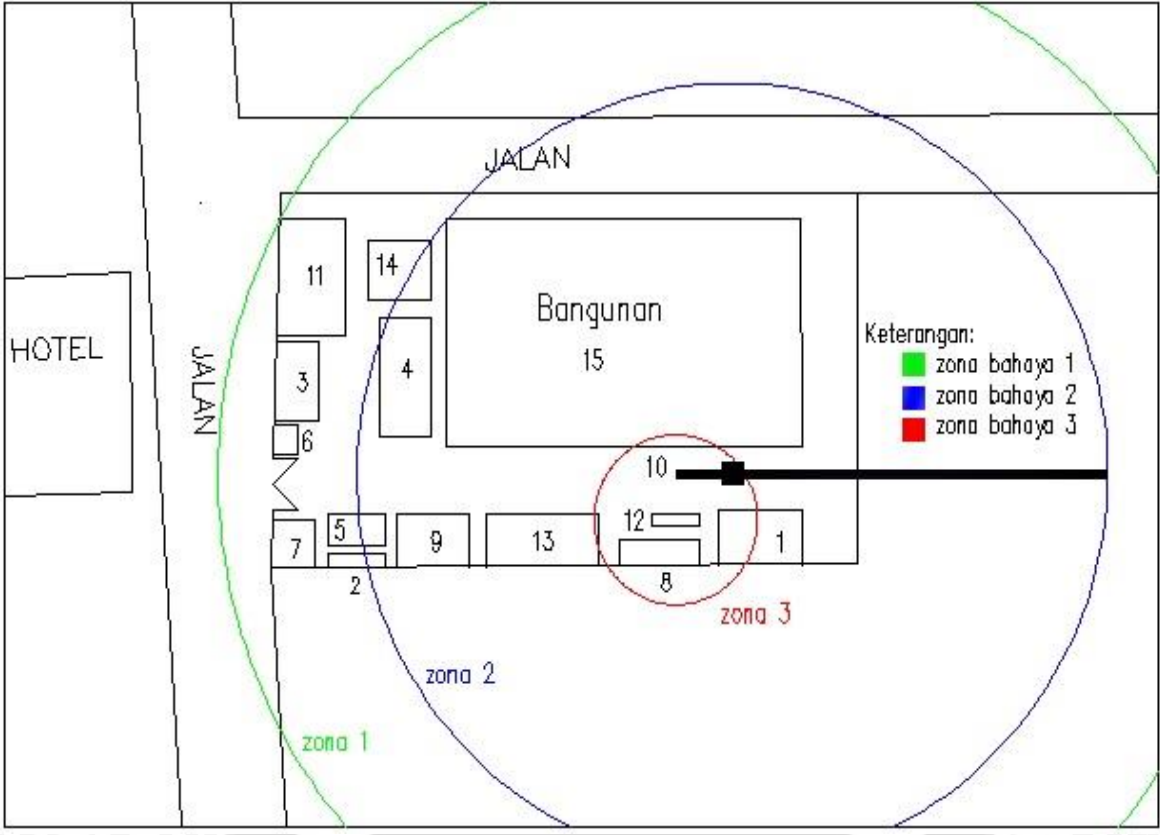 JALAN
11
14
Bangunan
15
HOTEL
JALAN
3
4
6
Keterangan:
zona bahaya 1
zona bahaya 2
zona bahaya 3
10
7
5
2
9
13
12
8
1
zona 3
zona 2
zona 1